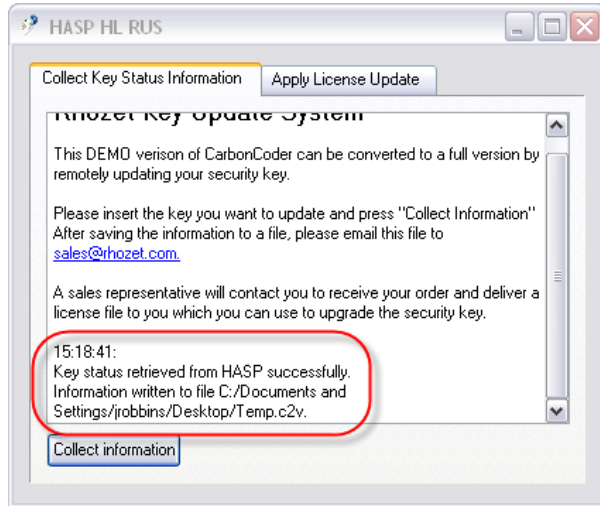 HASP HL RUS
Collect Key Status Information
Apply License Update
Rhozet Key Update System
This DEMO verison of CarbonCoder can be converted to a full version by
remotely updating your security key.
Please insert the key you want to update and press "Collect Information"
After saving the information to a file, please email this file to
sales@rhozet.com.
A sales representative will contact you to receive your order and deliver a
license file to you which you can use to upgrade the security key.
15:18:41:
Key status retrieved from HASP successfully.
Information written to file C:/Documents and
Settings/jrobbins/Desktop/Temp.c2v.
Collect information